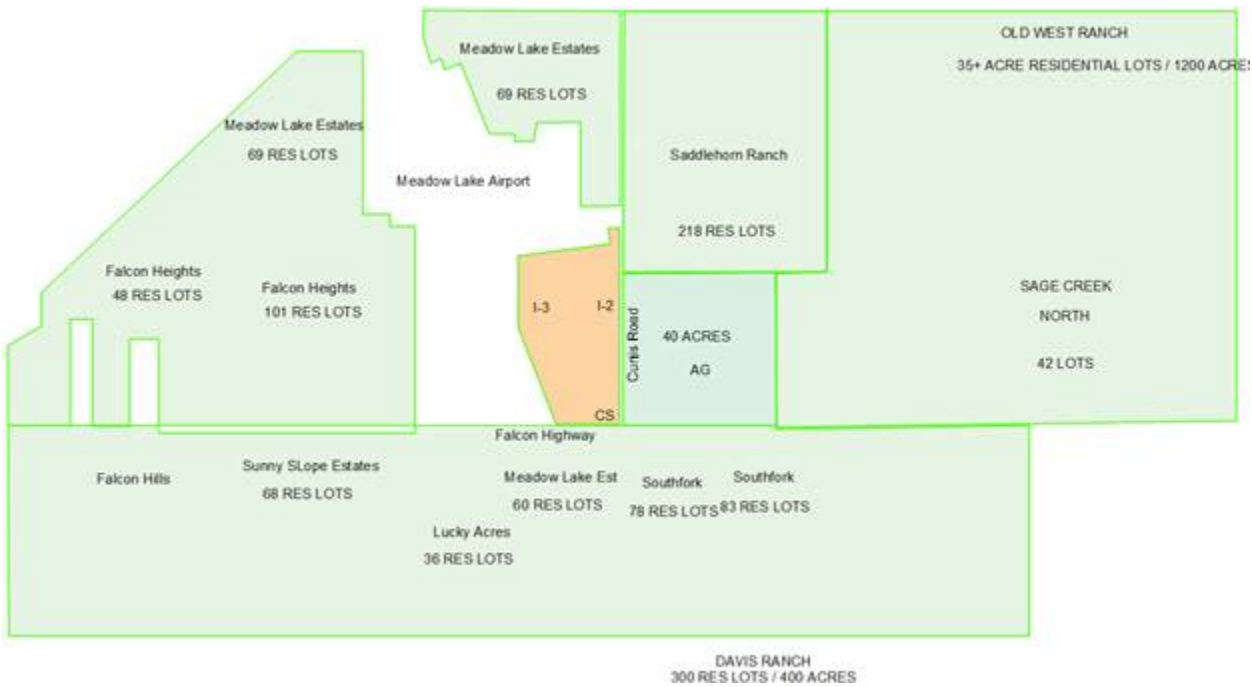 OLD WEST RANCH
35+ ACRE RESIDENTIAL LOTS / 1200 ACRES
Meadow Lake Estates
69 RES LOTS
Meadow Lake Estates
69 RES LOTS
Saddlehorn Ranch
218 RES LOTS
Meadow Lake Airport
Falcon Heights
48 RES LOTS
Falcon Heights
101 RES LOTS
I-3
I-2
Curtis Road
40 ACRES
AG
SAGE CREEK
NORTH
42 LOTS
CS
Falcon Highway
Falcon Hills
Sunny SLope Estates
68 RES LOTS
Meadow Lake Est
60 RES LOTS
Southfork
78 RES LOTS
Southfork
83 RES LOTS
Lucky Acres
36 RES LOTS
DAVIS RANCH
300 RES LOTS / 400 ACRES